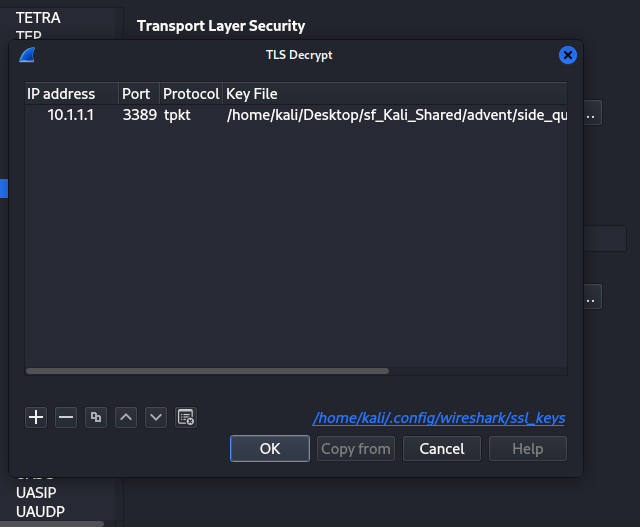 TETRA
Transport Layer Security
TLS Decrypt
IP address Port Protocol Key File
10.1.1.1 3389 tpkt /home/kali/Desktop/sf_Kali_Shared/advent/side_qu
..
..
/home/kali/.config/wireshark/ssl_keys
OK Copy from Cancel Help
UASIP
UAUDP